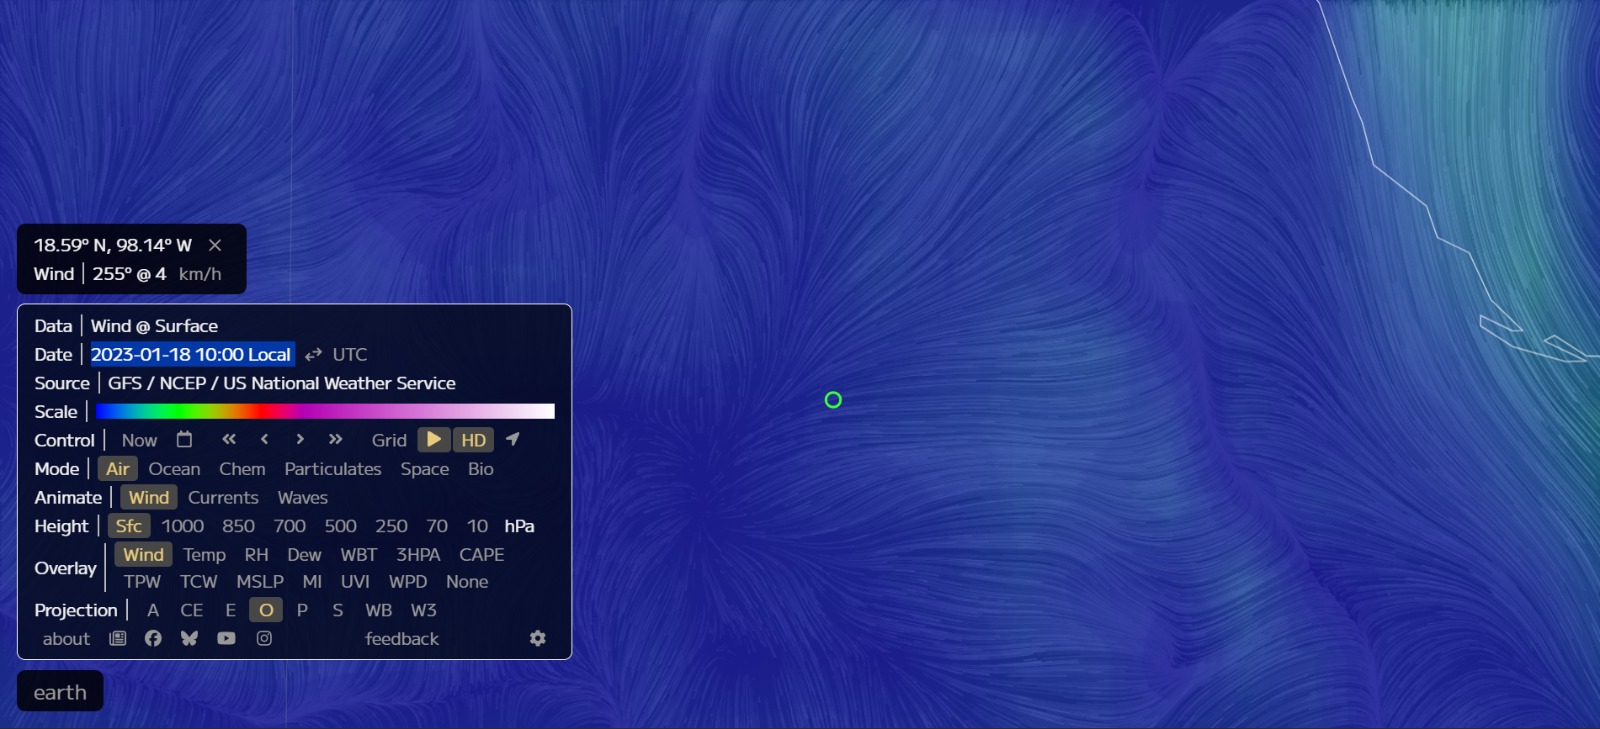 18.59° N, 98.14° W ×
Wind | 255° @ 4 km/h
Data | Wind @ Surface
Date | 2023-01-18 10:00 Local ⇄ UTC
Source | GFS / NCEP / US National Weather Service
Scale |
Control | Now « ‹ › » Grid HD
Mode | Air Ocean Chem Particulates Space Bio
Animate | Wind Currents Waves
Height | Sfc 1000 850 700 500 250 70 10 hPa
Overlay | Wind Temp RH Dew WBT 3HPA CAPE
TPW TCW MSLP MI UVI WPD None
Projection | A CE E O P S WB W3
about feedback
earth